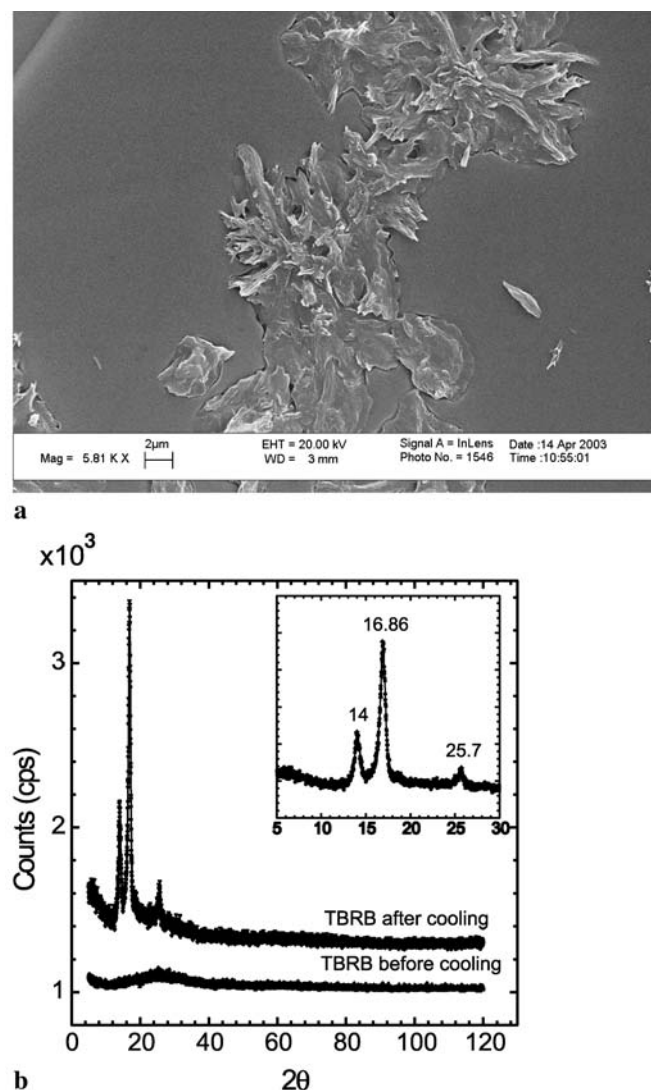 2µm EHT = 20.00 kV Signal A = InLens Date :14 Apr 2003
Mag = 5.81 K X WD = 3 mm Photo No. = 1546 Time :10:55:01
a
x10³
3
2
1
Counts (cps)
16.86
14
25.7
5 10 15 20 25 30
TBRB after cooling
TBRB before cooling
0 20 40 60 80 100 120
b 2θ